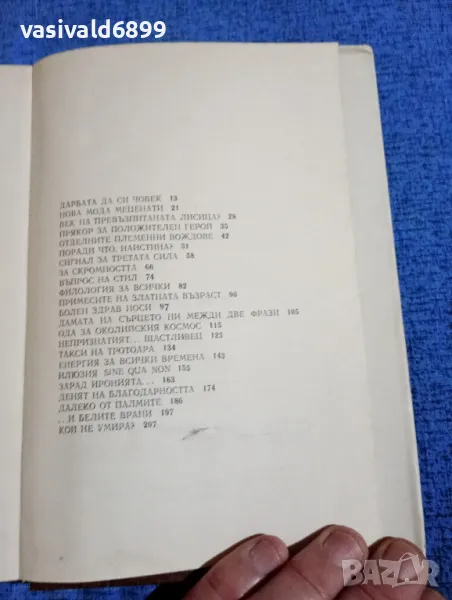 vasivald6899
ДАРБАТА ДА СИ ЧОВЕК 13
НОВА МОДА МЕЦЕНАТИ 21
ВЕК НА ПРЕВЪЗПИТАНАТА ЛИСИЦА? 28
ПРЯКОР ЗА ПОЛОЖИТЕЛЕН ГЕРОЙ 35
ОТДЕЛНИТЕ ПЛЕМЕННИ ВОЖДОВЕ 42
ПОРАДИ ЧТО, НАИСТИНА? 51
СИГНАЛ ЗА ТРЕТАТА СИЛА 58
ЗА СКРОМНОСТТА 66
ВЪПРОС НА СТИЛ 74
ФИЛОЛОГИЯ ЗА ВСИЧКИ 82
ПРИМЕСИТЕ НА ЗЛАТНАТА ВЪЗРАСТ 90
БОЛЕН ЗДРАВ НОСИ 97
ДАМАТА НА СЪРЦЕТО НИ МЕЖДУ ДВЕ ФРАЗИ 105
ОДА ЗА ОКОЛИЙСКИЯ КОСМОС 115
НЕПРИЗНАТИЯТ... ЩАСТЛИВЕЦ 125
ТАКСИ НА ТРОТОАРА 134
ЕНЕРГИЯ ЗА ВСИЧКИ ВРЕМЕНА 143
ИЛЮЗИЯ SINE QUA NON 155
ЗАРАД ИРОНИЯТА... 163
ДЕНЯТ НА БЛАГОДАРНОСТТА 174
ДАЛЕКО ОТ ПАЛМИТЕ 186
...И БЕЛИТЕ ВРАНИ 197
КОЙ НЕ УМИРА? 207
BAZAR